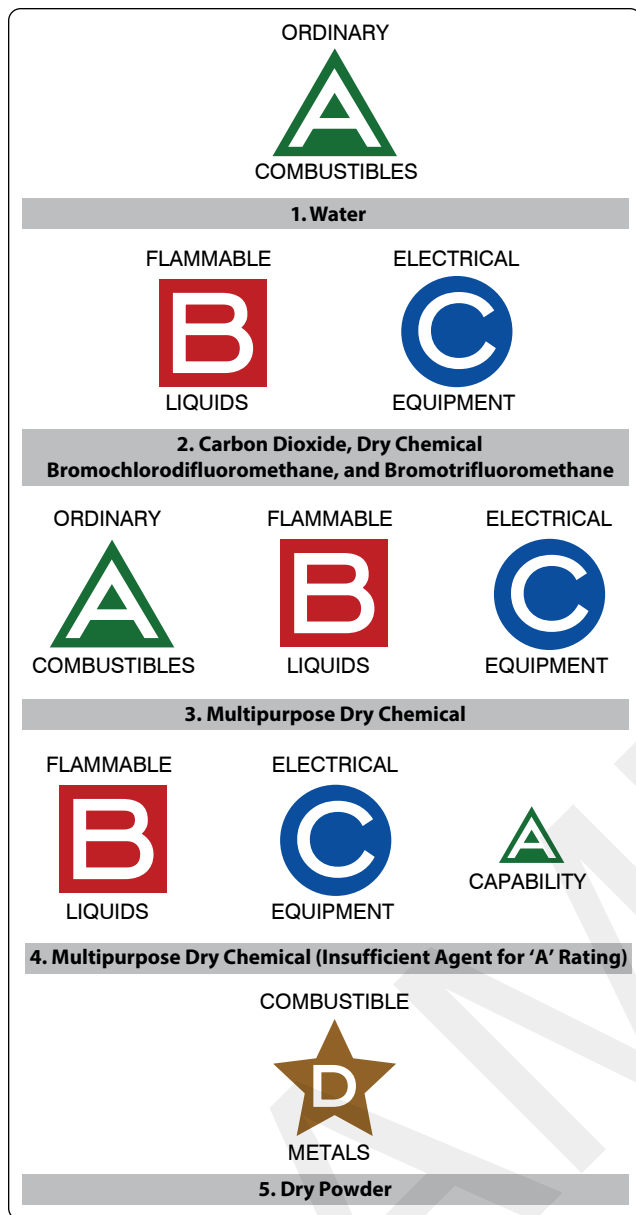 ORDINARY
A
COMBUSTIBLES
1. Water
FLAMMABLE ELECTRICAL
B C
LIQUIDS EQUIPMENT
2. Carbon Dioxide, Dry Chemical
Bromochlorodifluoromethane, and Bromotrifluoromethane
ORDINARY FLAMMABLE ELECTRICAL
A B C
COMBUSTIBLES LIQUIDS EQUIPMENT
3. Multipurpose Dry Chemical
FLAMMABLE ELECTRICAL
B C A
CAPABILITY
LIQUIDS EQUIPMENT
4. Multipurpose Dry Chemical (Insufficient Agent for ‘A’ Rating)
COMBUSTIBLE
D
METALS
5. Dry Powder